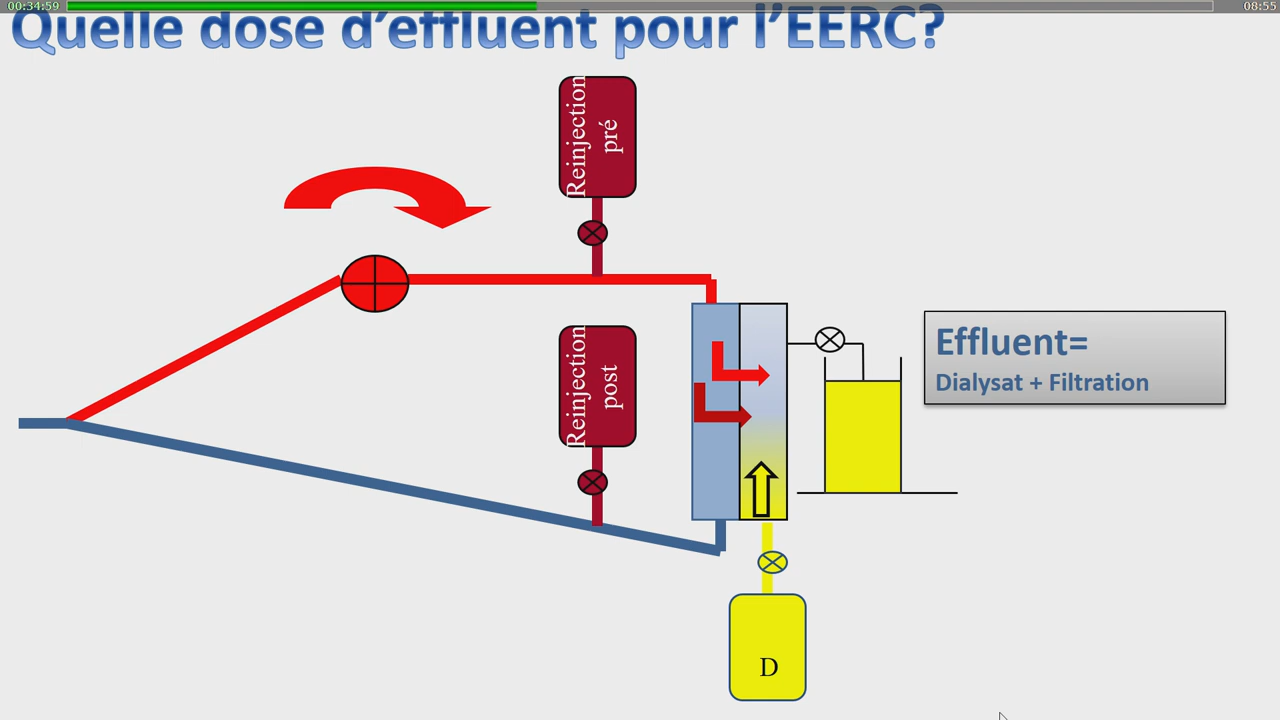 00:34:59
08:55
Quelle dose d'effluent pour l'EERC?
Reinjection
pré
Reinjection
post
Effluent=
Dialysat + Filtration
D